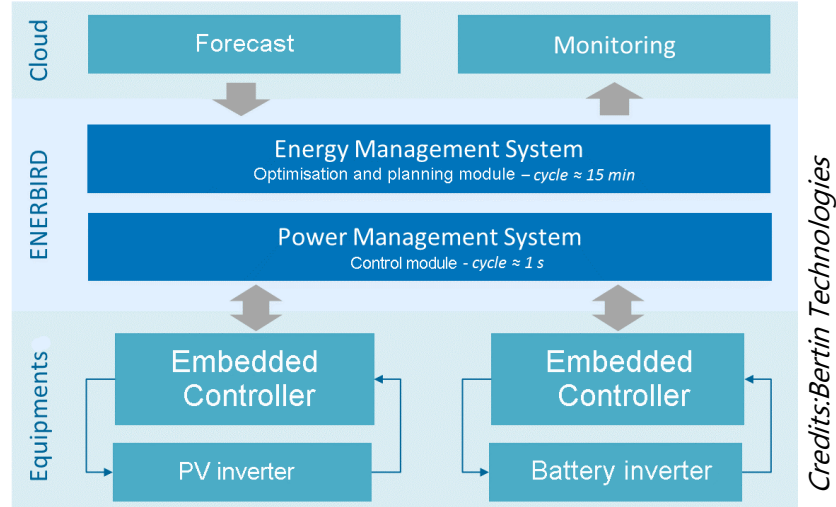 Cloud
Forecast
Monitoring
ENERBIRD
Energy Management System
Optimisation and planning module – cycle ≈ 15 min
Power Management System
Control module - cycle ≈ 1 s
Equipments
Embedded
Controller
PV inverter
Embedded
Controller
Battery inverter
Credits:Bertin Technologies